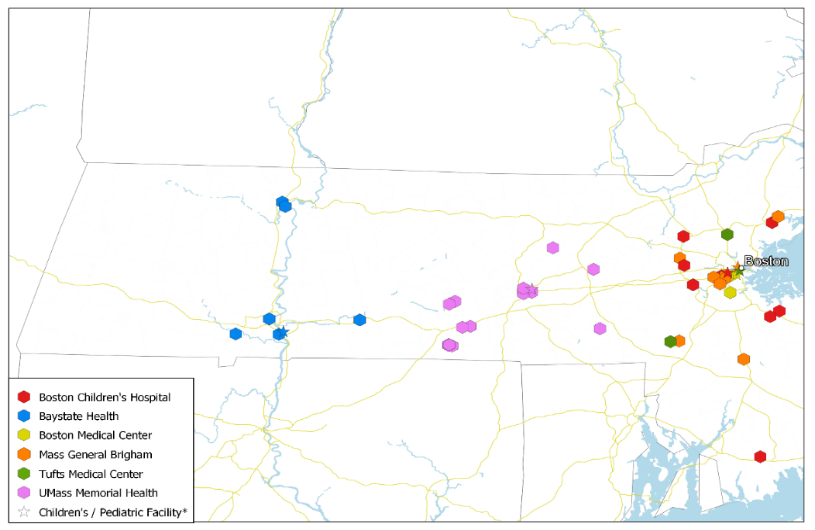 Boston
Boston Children's Hospital
Baystate Health
Boston Medical Center
Mass General Brigham
Tufts Medical Center
UMass Memorial Health
Children's / Pediatric Facility*